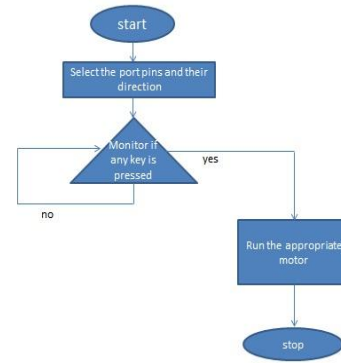 start
Select the port pins and their
direction
Monitor if
any key is
pressed
yes
no
Run the appropriate
motor
stop